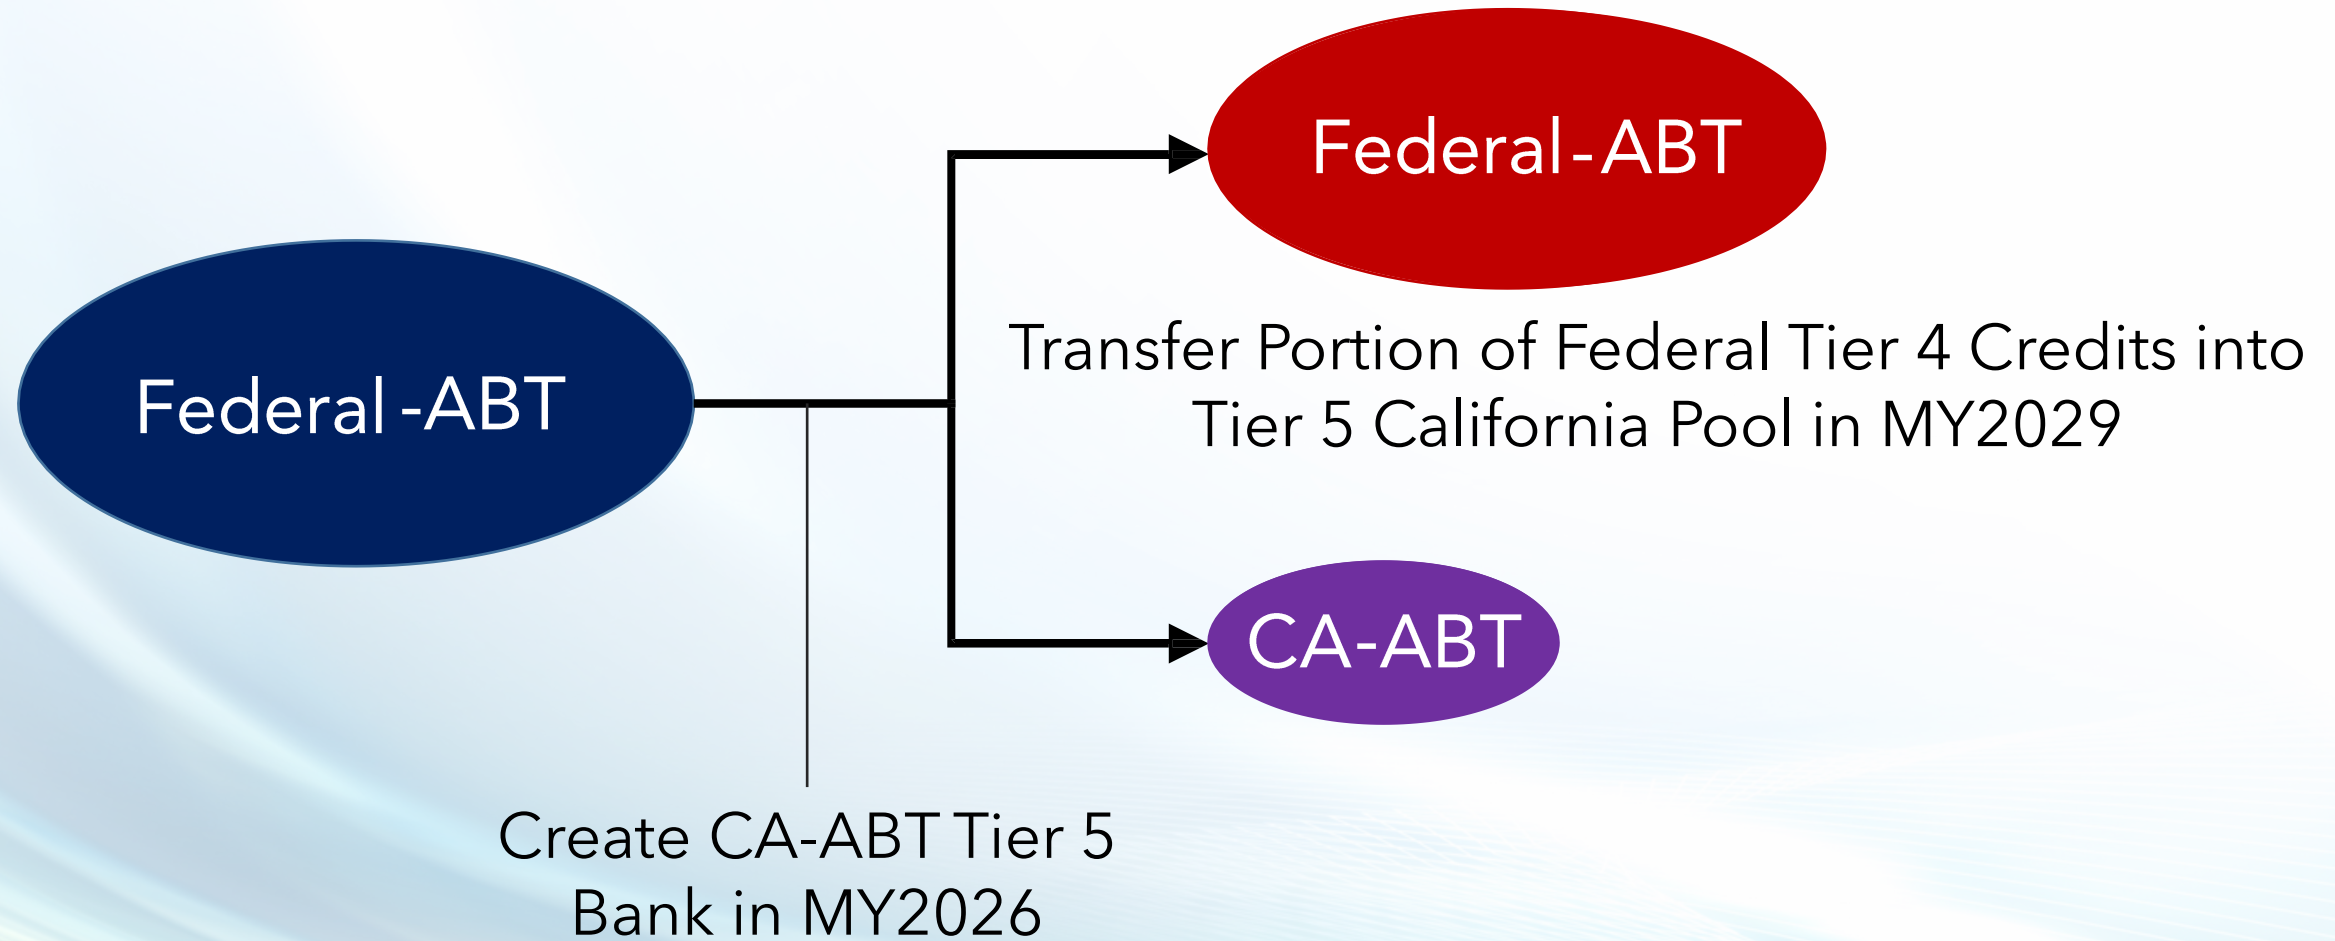 Federal-ABT
Federal-ABT
Transfer Portion of Federal Tier 4 Credits into
Tier 5 California Pool in MY2029
CA-ABT
Create CA-ABT Tier 5
Bank in MY2026